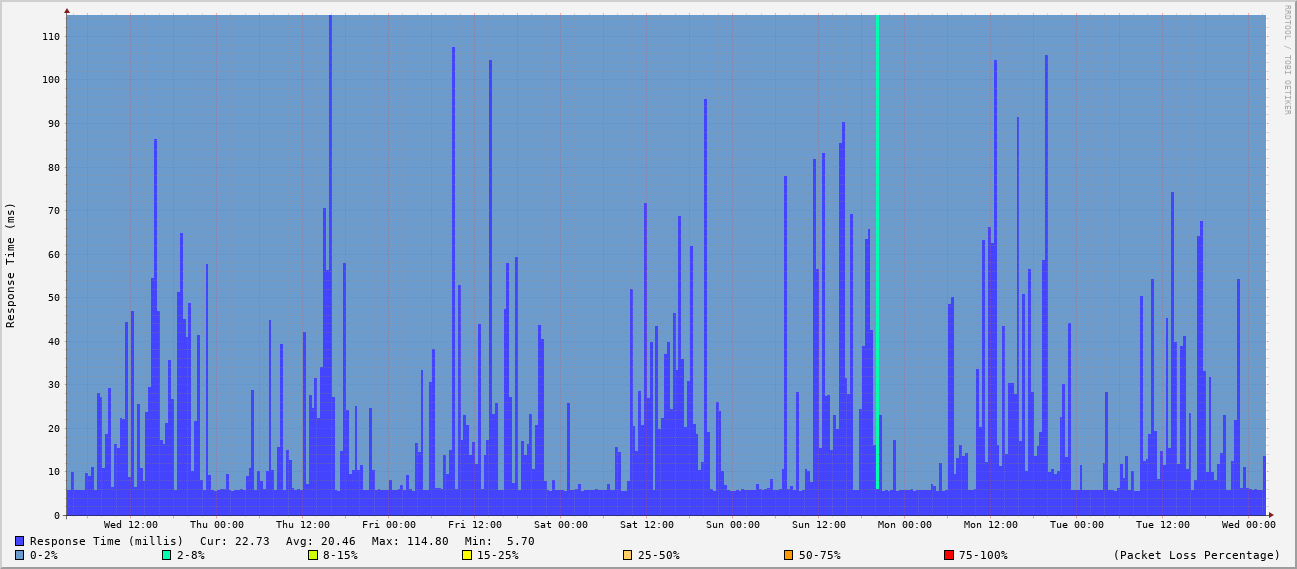 RRDTOOL / TOBI OETIKER
Response Time (ms)
110
100
90
80
70
60
50
40
30
20
10
0
Wed 12:00 Thu 00:00 Thu 12:00 Fri 00:00 Fri 12:00 Sat 00:00 Sat 12:00 Sun 00:00 Sun 12:00 Mon 00:00 Mon 12:00 Tue 00:00 Tue 12:00 Wed 00:00
Response Time (millis) Cur: 22.73 Avg: 20.46 Max: 114.80 Min: 5.70
0-2% 2-8% 8-15% 15-25% 25-50% 50-75% 75-100% (Packet Loss Percentage)